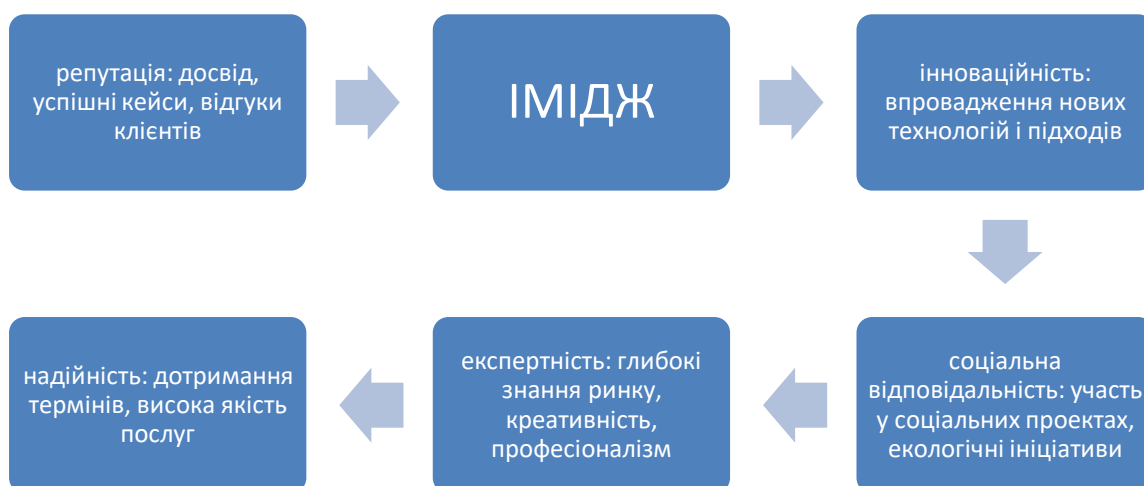 репутація: досвід,
успішні кейси, відгуки
клієнтів
ІМІДЖ
інноваційність:
впровадження нових
технологій і підходів
соціальна
відповідальність: участь
у соціальних проектах,
екологічні ініціативи
експертність: глибокі
знання ринку,
креативність,
професіоналізм
надійність: дотримання
термінів, висока якість
послуг